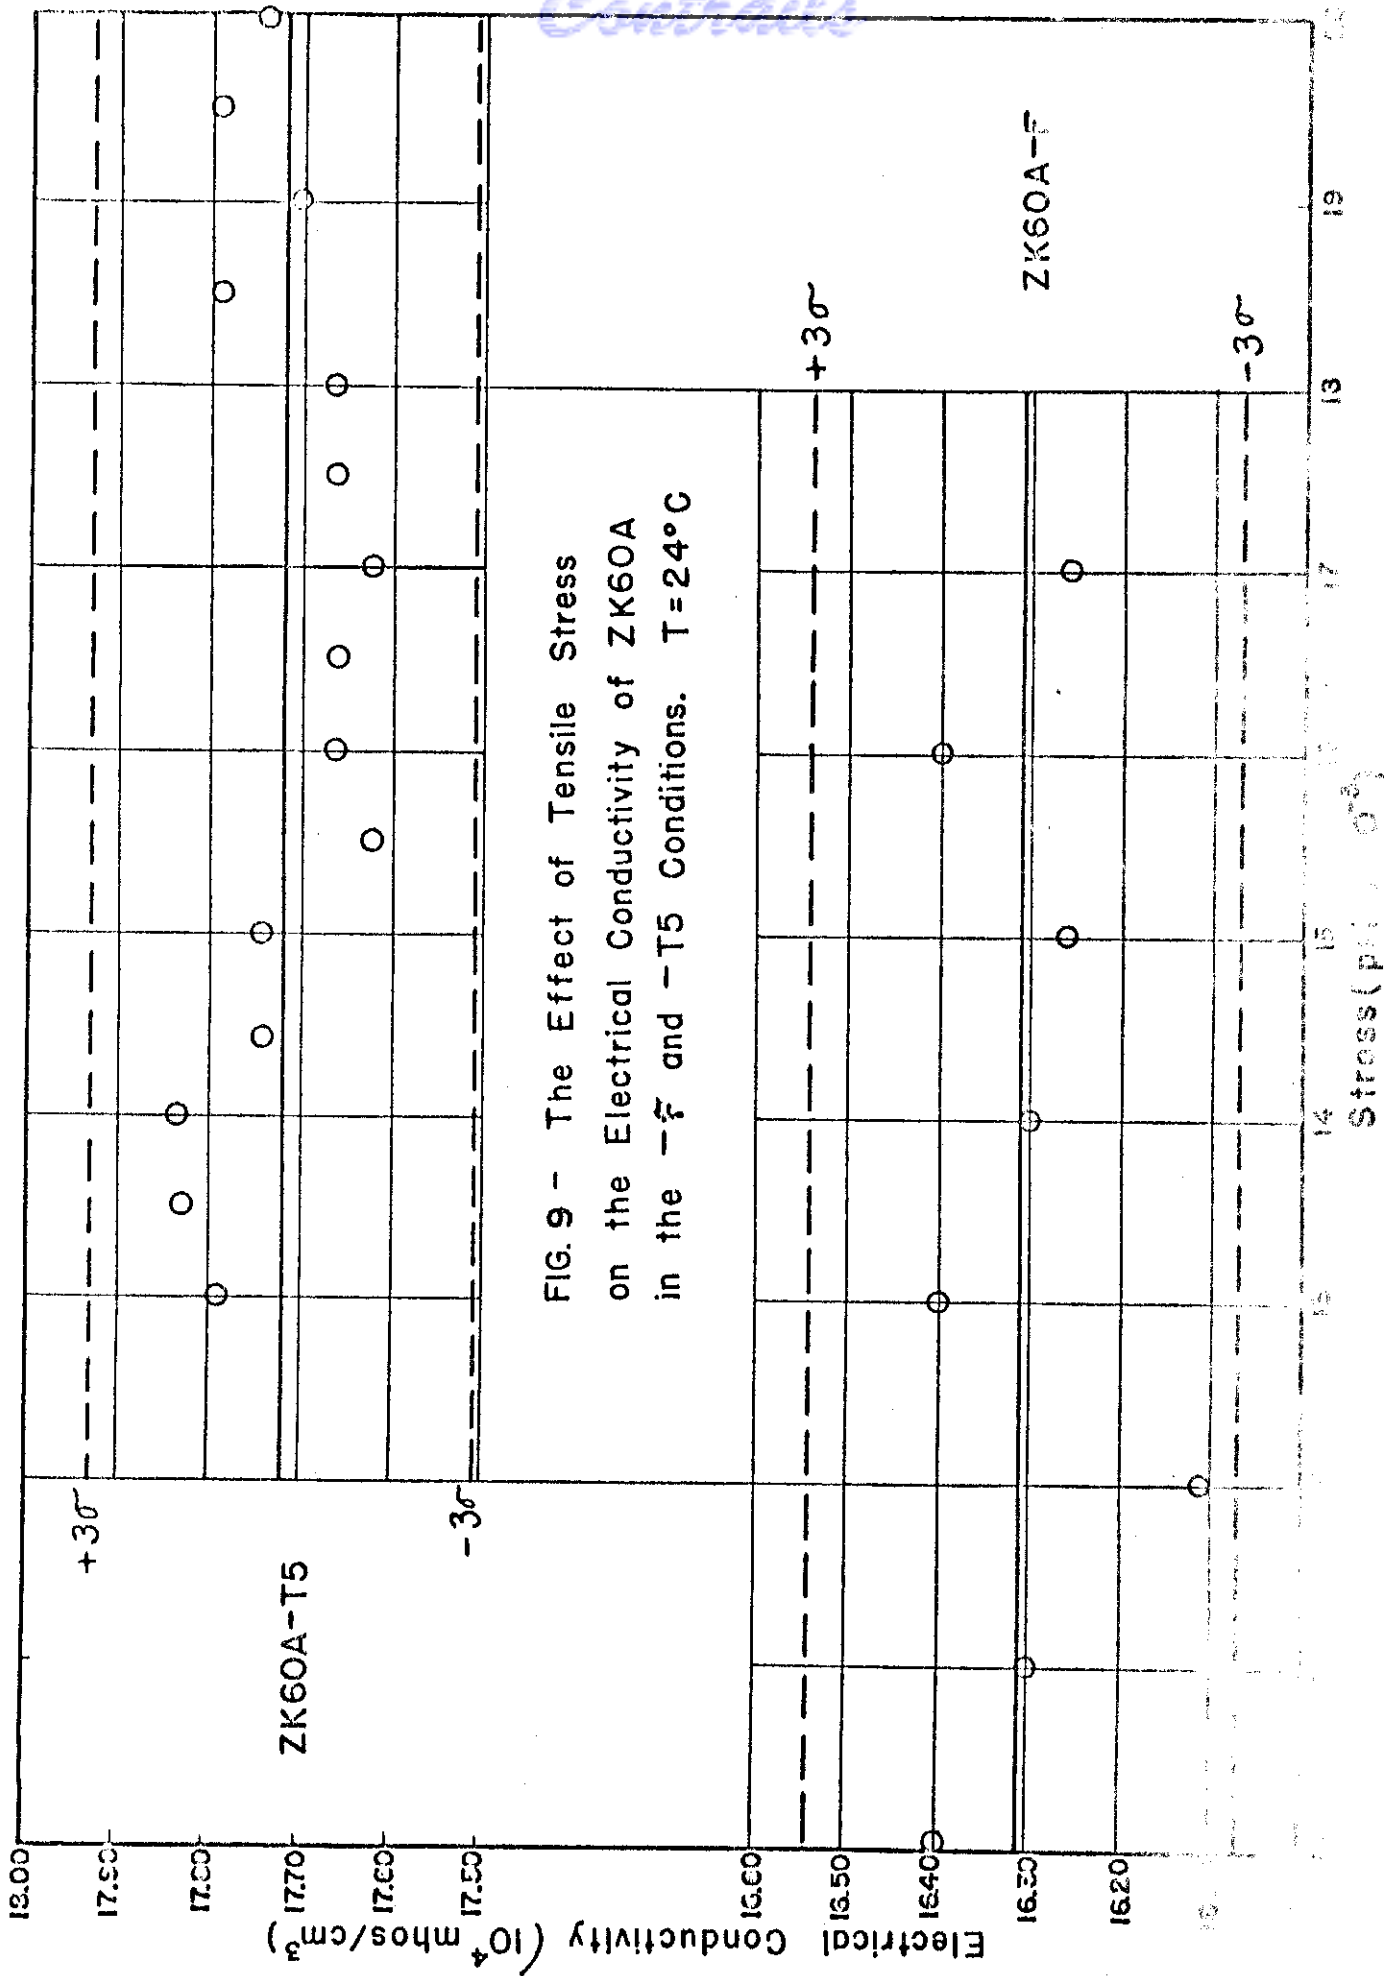 Contrails
18.00
17.90
17.80
17.70
17.60
17.50
16.60
16.50
16.40
16.30
16.20
Electrical Conductivity (10⁴ mhos/cm³)
+3σ
ZK60A-T5
-3σ
FIG. 9 - The Effect of Tensile Stress
on the Electrical Conductivity of ZK60A
in the -F and -T5 Conditions. T=24°C
+3σ
ZK60A-F
-3σ
14
15
17
18
19
Stress (psi